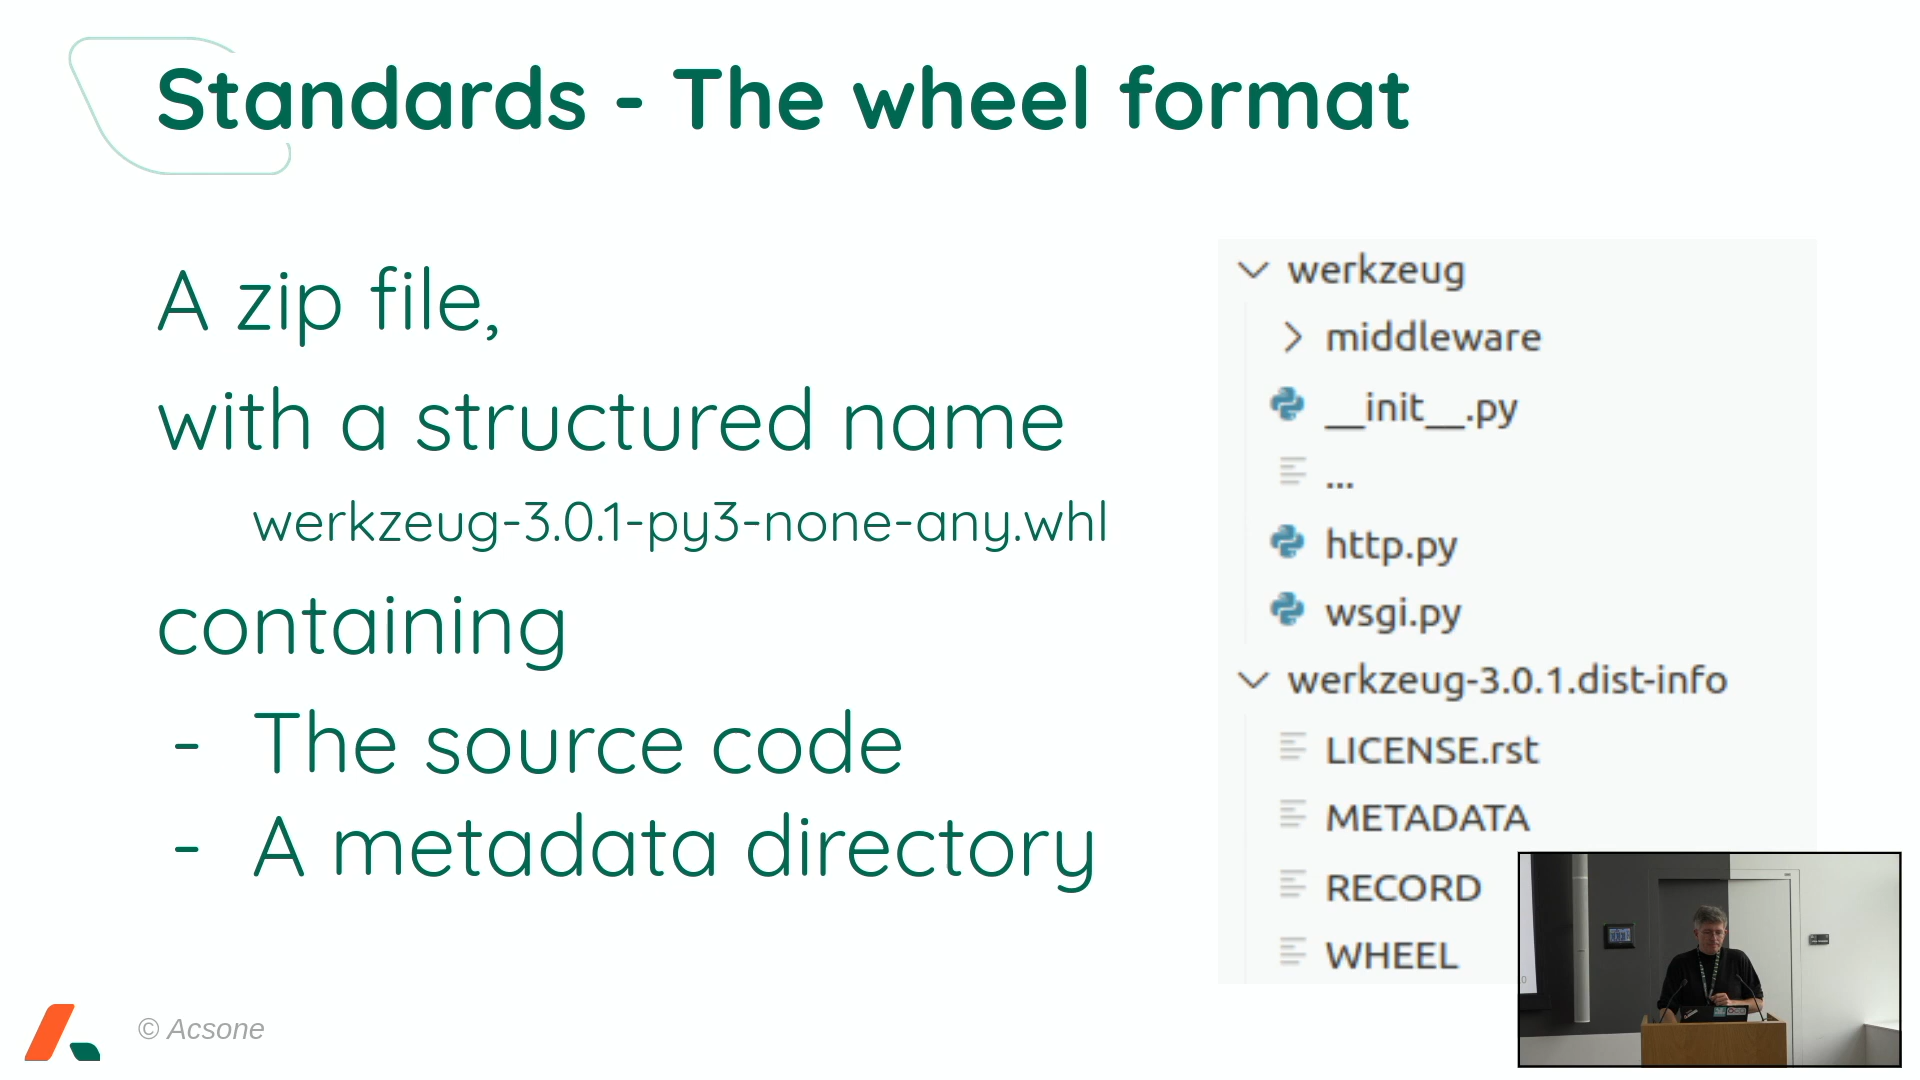 Standards - The wheel format
A zip file,
with a structured name
werkzeug-3.0.1-py3-none-any.whl
containing
- The source code
- A metadata directory
werkzeug
middleware
__init__.py
...
http.py
wsgi.py
werkzeug-3.0.1.dist-info
LICENSE.rst
METADATA
RECORD
WHEEL
© Acsone